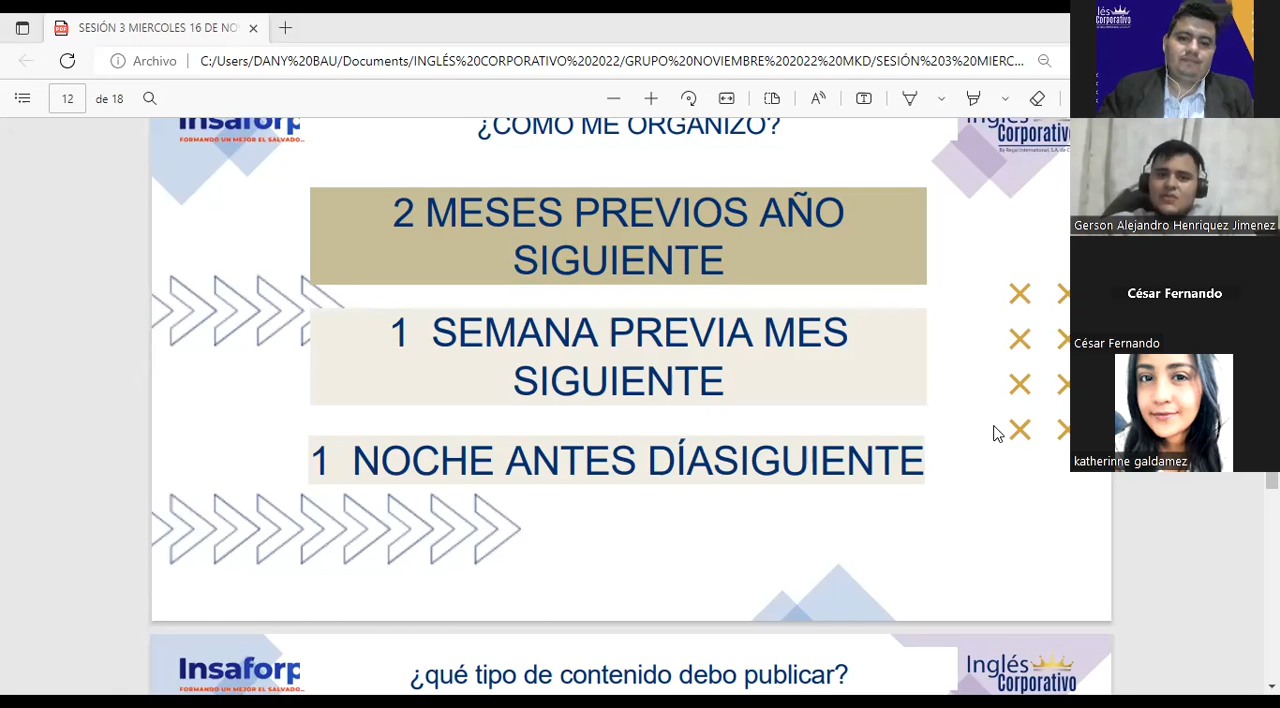 SESIÓN 3 MIERCOLES 16 DE NO
Archivo
C:/Users/DANY%20BAU/Documents/INGLÉS%20CORPORATIVO%202022/GRUPO%20NOVIEMBRE%202022%20MKD/SESIÓN%203%20MIERC...
12 de 18
Insaforp
FORMANDO UN MEJOR EL SALVADOR...
¿COMO ME ORGANIZO?
Inglés
Corporativo
2 MESES PREVIOS AÑO
SIGUIENTE
1 SEMANA PREVIA MES
SIGUIENTE
1 NOCHE ANTES DÍASIGUIENTE
Insaforp
FORMANDO UN MEJOR EL SALVADOR...
¿qué tipo de contenido debo publicar?
Inglés
Corporativo
glés
Corporativo
Gerson Alejandro Henriquez Jimenez
César Fernando
César Fernando
katherinne galdamez